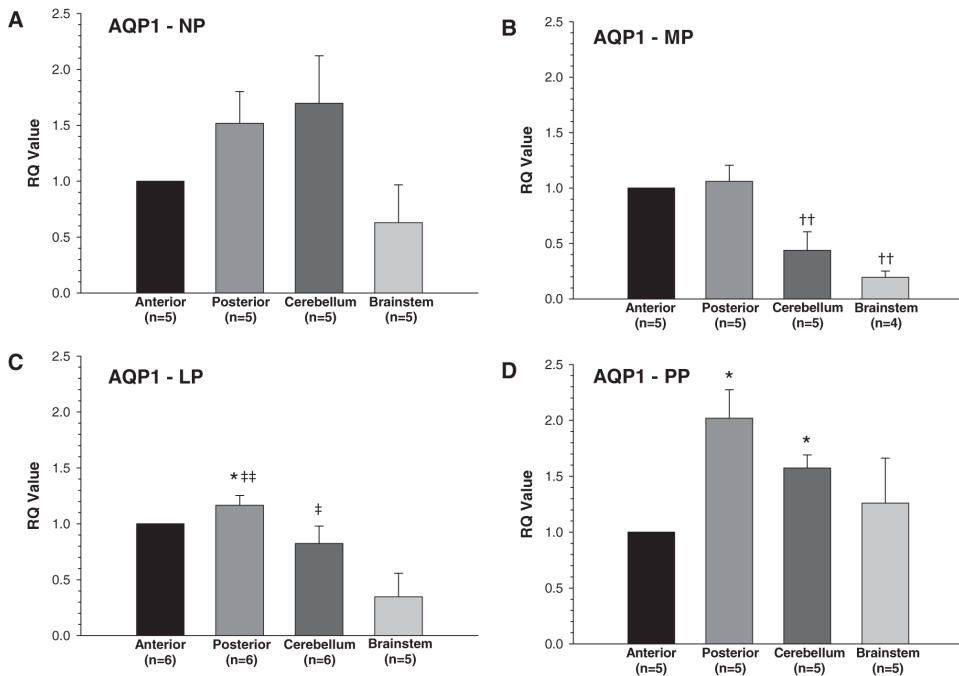 A
AQP1 - NP
RQ Value
2.5
2.0
1.5
1.0
0.5
0.0
Anterior Posterior Cerebellum Brainstem
(n=5) (n=5) (n=5) (n=5)
B
AQP1 - MP
RQ Value
2.5
2.0
1.5
1.0
0.5
0.0
††
††
Anterior Posterior Cerebellum Brainstem
(n=5) (n=5) (n=5) (n=4)
C
AQP1 - LP
RQ Value
2.5
2.0
1.5
1.0
0.5
0.0
*‡‡
‡
Anterior Posterior Cerebellum Brainstem
(n=6) (n=6) (n=6) (n=5)
D
AQP1 - PP
RQ Value
2.5
2.0
1.5
1.0
0.5
0.0
*
*
Anterior Posterior Cerebellum Brainstem
(n=5) (n=5) (n=5) (n=5)